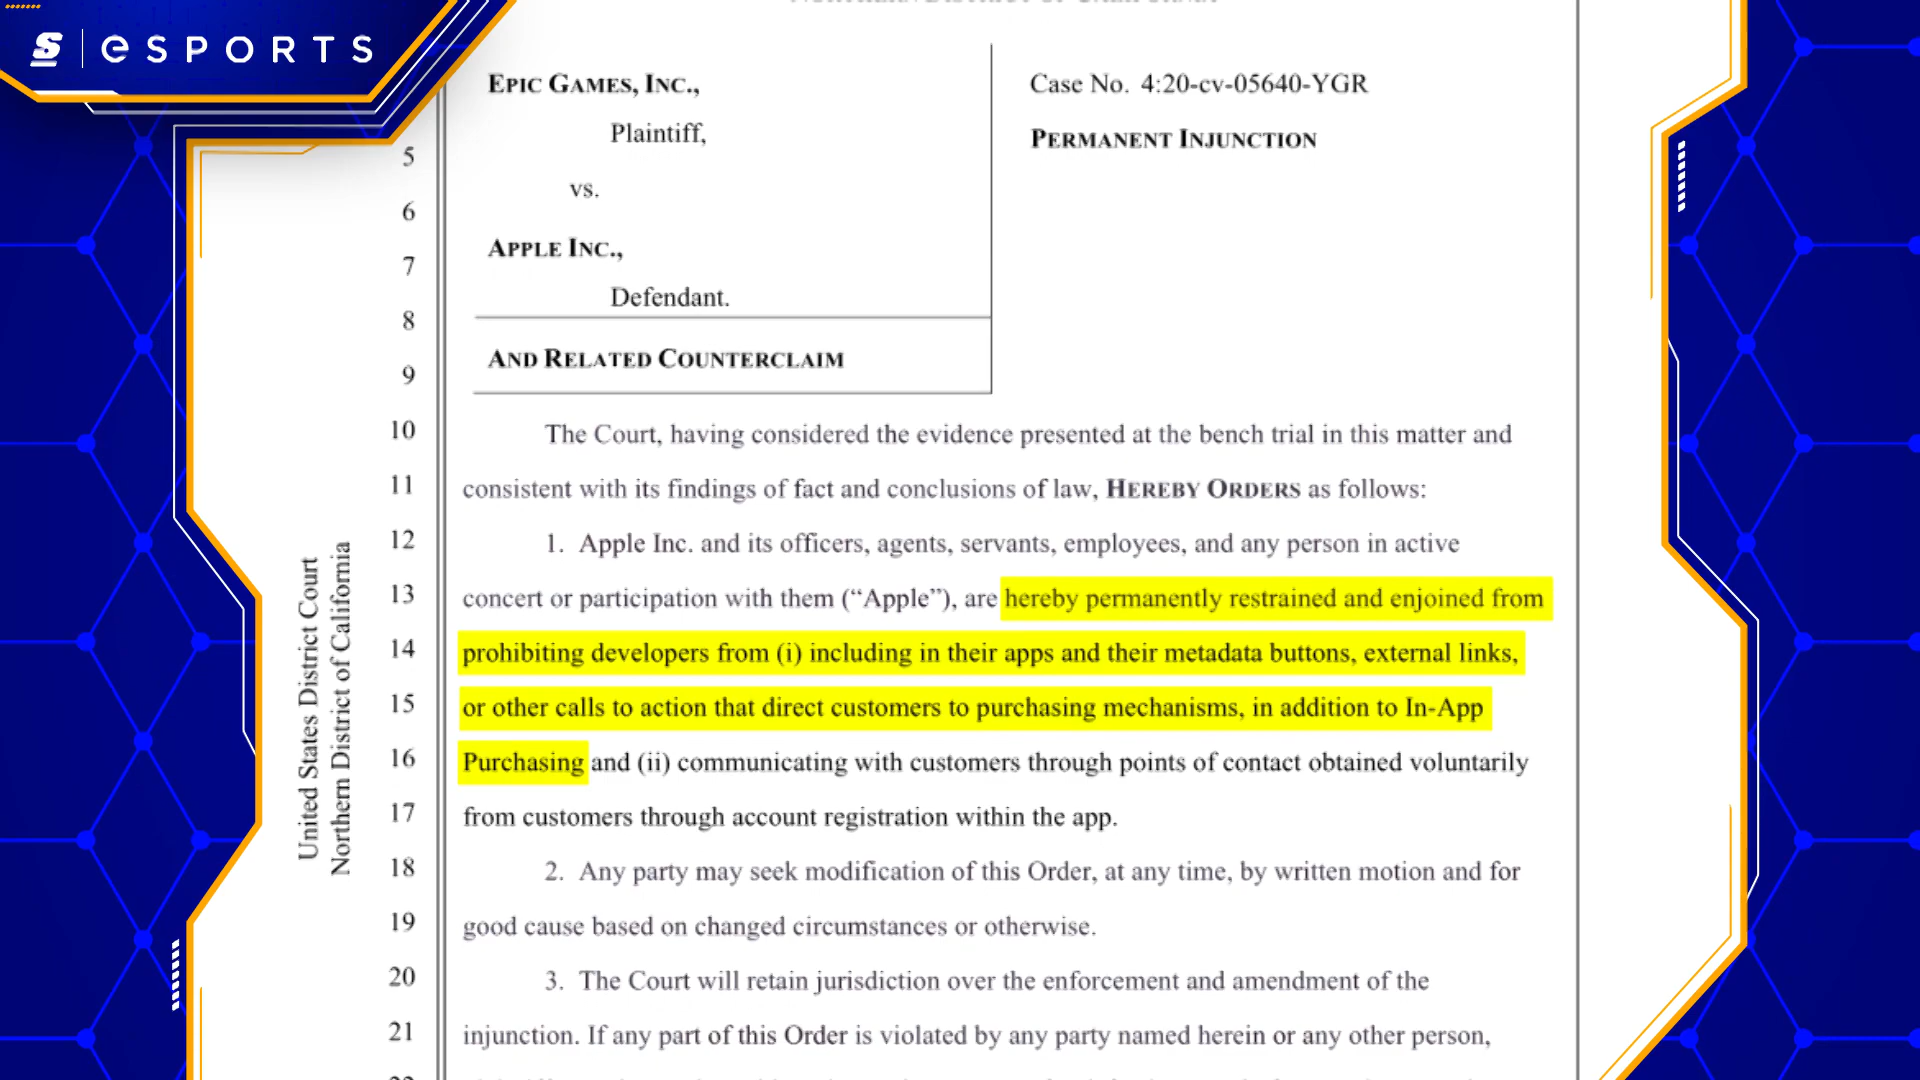 S | eSPORTS
EPIC GAMES, INC.,
Plaintiff,
vs.
APPLE INC.,
Defendant.
AND RELATED COUNTERCLAIM
Case No. 4:20-cv-05640-YGR
PERMANENT INJUNCTION
5
6
7
8
9
10 The Court, having considered the evidence presented at the bench trial in this matter and
11 consistent with its findings of fact and conclusions of law, HEREBY ORDERS as follows:
12 1. Apple Inc. and its officers, agents, servants, employees, and any person in active
13 concert or participation with them (“Apple”), are hereby permanently restrained and enjoined from
14 prohibiting developers from (i) including in their apps and their metadata buttons, external links,
15 or other calls to action that direct customers to purchasing mechanisms, in addition to In-App
16 Purchasing and (ii) communicating with customers through points of contact obtained voluntarily
17 from customers through account registration within the app.
18 2. Any party may seek modification of this Order, at any time, by written motion and for
19 good cause based on changed circumstances or otherwise.
20 3. The Court will retain jurisdiction over the enforcement and amendment of the
21 injunction. If any part of this Order is violated by any party named herein or any other person,
United States District Court
Northern District of California